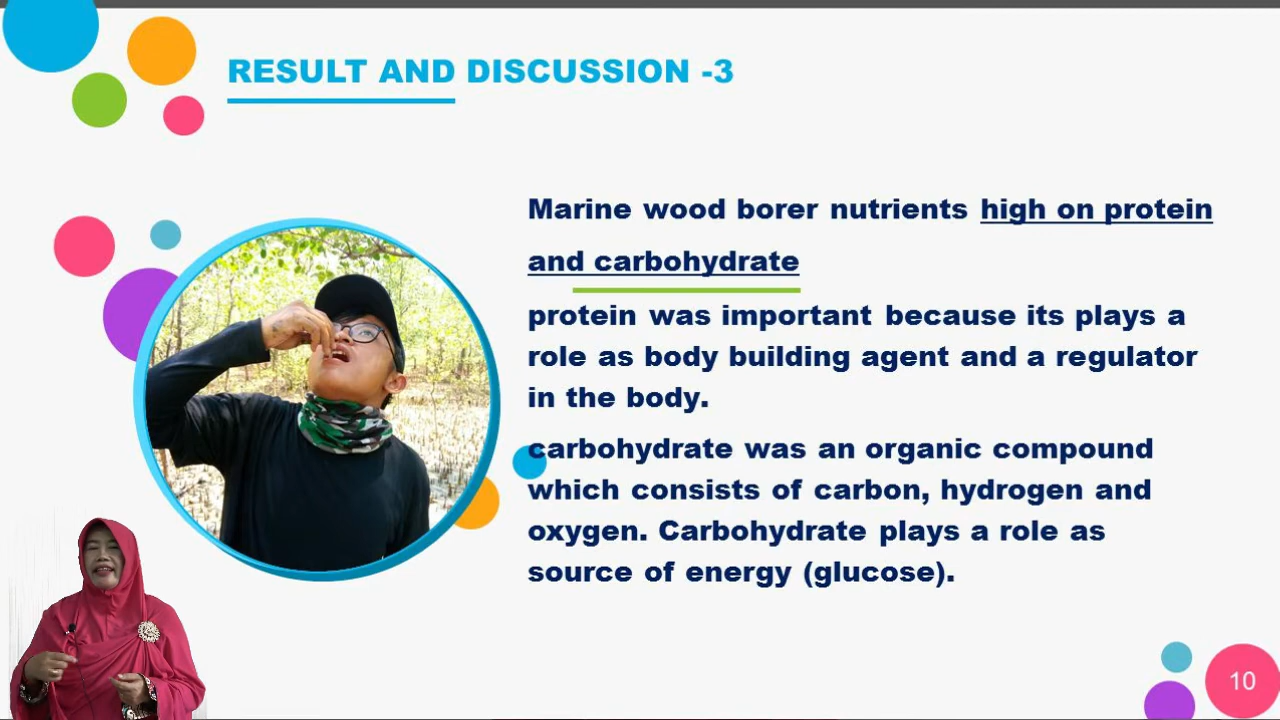 RESULT AND DISCUSSION -3
Marine wood borer nutrients high on protein
and carbohydrate
protein was important because its plays a
role as body building agent and a regulator
in the body.
carbohydrate was an organic compound
which consists of carbon, hydrogen and
oxygen. Carbohydrate plays a role as
source of energy (glucose).
10